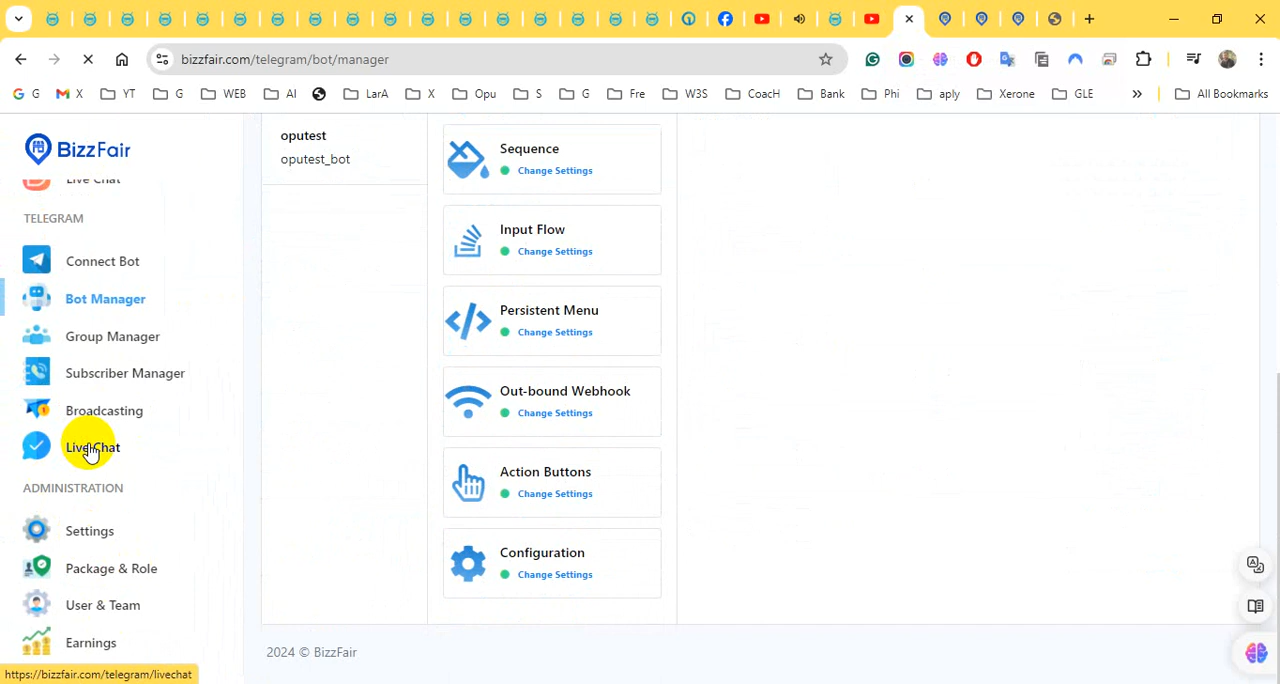 bizzfair.com/telegram/bot/manager
G
X
YT
G
WEB
AI
LarA
X
Opu
S
G
Fre
W3S
CoacH
Bank
Phi
aply
Xerone
GLE
»
All Bookmarks
BizzFair
Live Chat
TELEGRAM
Connect Bot
Bot Manager
Group Manager
Subscriber Manager
Broadcasting
Live Chat
ADMINISTRATION
Settings
Package & Role
User & Team
Earnings
https://bizzfair.com/telegram/livechat
oputest
oputest_bot
Sequence
Change Settings
Input Flow
Change Settings
Persistent Menu
Change Settings
Out-bound Webhook
Change Settings
Action Buttons
Change Settings
Configuration
Change Settings
2024 © BizzFair